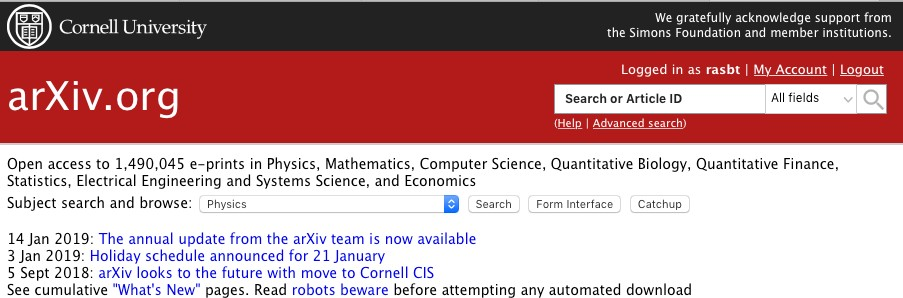 Cornell University
We gratefully acknowledge support from
the Simons Foundation and member institutions.
Logged in as rasbt | My Account | Logout
arXiv.org
Search or Article ID
All fields
(Help | Advanced search)
Open access to 1,490,045 e-prints in Physics, Mathematics, Computer Science, Quantitative Biology, Quantitative Finance,
Statistics, Electrical Engineering and Systems Science, and Economics
Subject search and browse: Physics Search Form Interface Catchup
14 Jan 2019: The annual update from the arXiv team is now available
3 Jan 2019: Holiday schedule announced for 21 January
5 Sept 2018: arXiv looks to the future with move to Cornell CIS
See cumulative "What's New" pages. Read robots beware before attempting any automated download